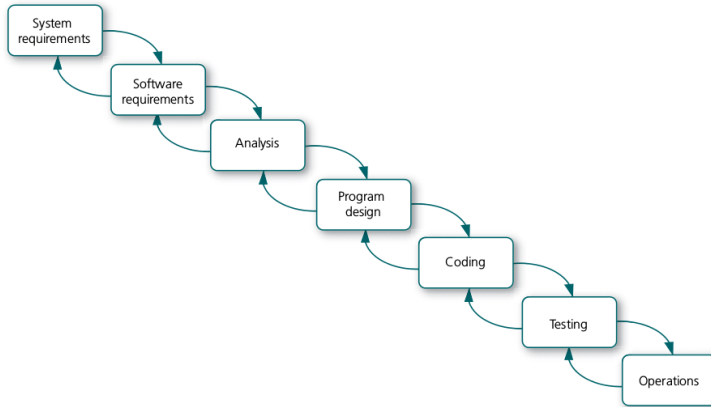 System
requirements
Software
requirements
Analysis
Program
design
Coding
Testing
Operations